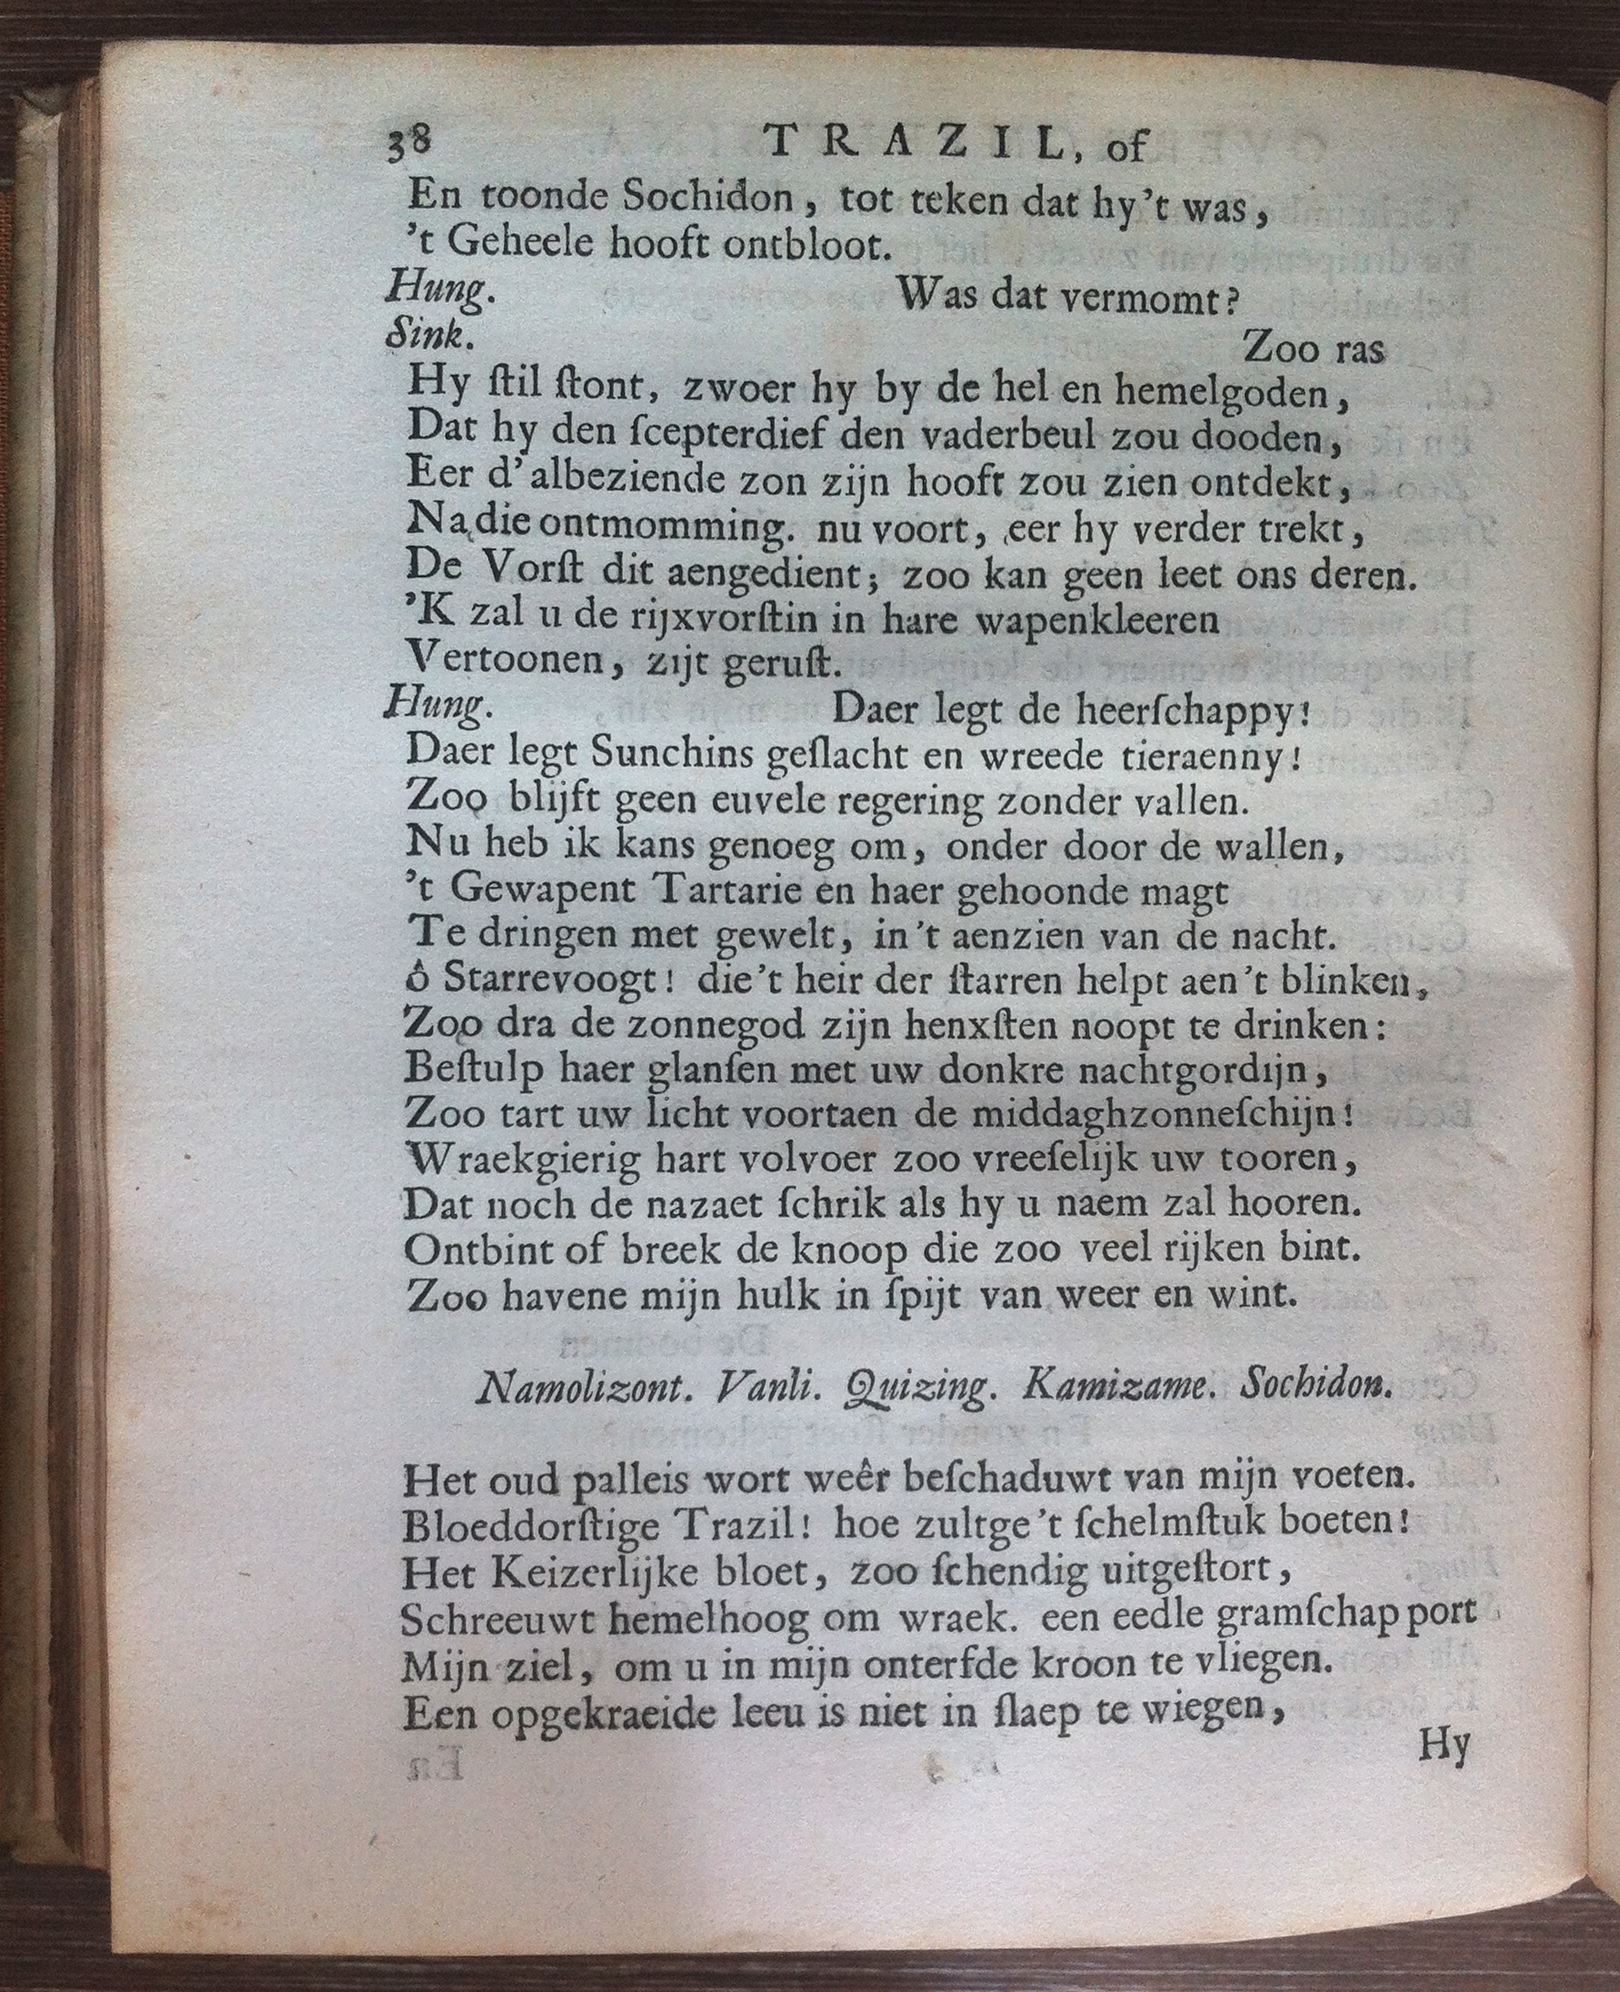 38 TRAZIL, of
En toonde Sochidon, tot teken dat hy't was,
't Geheele hooft ontbloot.
Hung. Was dat vermomt?
Sink. Zoo ras
Hy ſtil ſtont, zwoer hy by de hel en hemelgoden,
Dat hy den ſcepterdief den vaderbeul zou dooden,
Eer d'albeziende zon zijn hooft zou zien ontdekt,
Na die ontmomming. nu voort, eer hy verder trekt,
De Vorſt dit aengedient; zoo kan geen leet ons deren.
'K zal u de rijxvorſtin in hare wapenkleeren
Vertoonen, zijt geruſt.
Hung. Daer legt de heerſchappy!
Daer legt Sunchins geſlacht en wreede tieraenny!
Zoo blijft geen euvele regering zonder vallen.
Nu heb ik kans genoeg om, onder door de wallen,
't Gewapent Tartarie en haer gehoonde magt
Te dringen met gewelt, in 't aenzien van de nacht.
ô Starrevoogt! die 't heir der ſtarren helpt aen 't blinken,
Zoo dra de zonnegod zijn henxſten noopt te drinken:
Beſtulp haer glanſen met uw donkre nachtgordijn,
Zoo tart uw licht voortaen de middaghzonneſchijn!
Wraekgierig hart volvoer zoo vreeſelijk uw tooren,
Dat noch de nazaet ſchrik als hy u naem zal hooren.
Ontbint of breek de knoop die zoo veel rijken bint.
Zoo havene mijn hulk in ſpijt van weer en wint.
Namolizont. Vanli. Quizing. Kamizame. Sochidon.
Het oud palleis wort weêr beſchaduwt van mijn voeten.
Bloeddorſtige Trazil! hoe zultge 't ſchelmſtuk boeten!
Het Keizerlijke bloet, zoo ſchendig uitgeſtort,
Schreeuwt hemelhoog om wraek. een eedle gramſchap port
Mijn ziel, om u in mijn onterfde kroon te vliegen.
Een opgekraeide leeu is niet in ſlaep te wiegen,
Hy